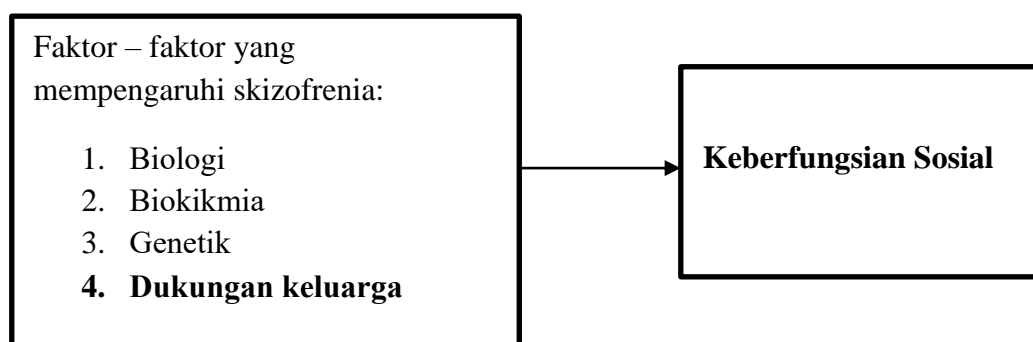 Faktor – faktor yang
mempengaruhi skizofrenia:
1. Biologi
2. Biokikmia
3. Genetik
4. Dukungan keluarga
Keberfungsian Sosial